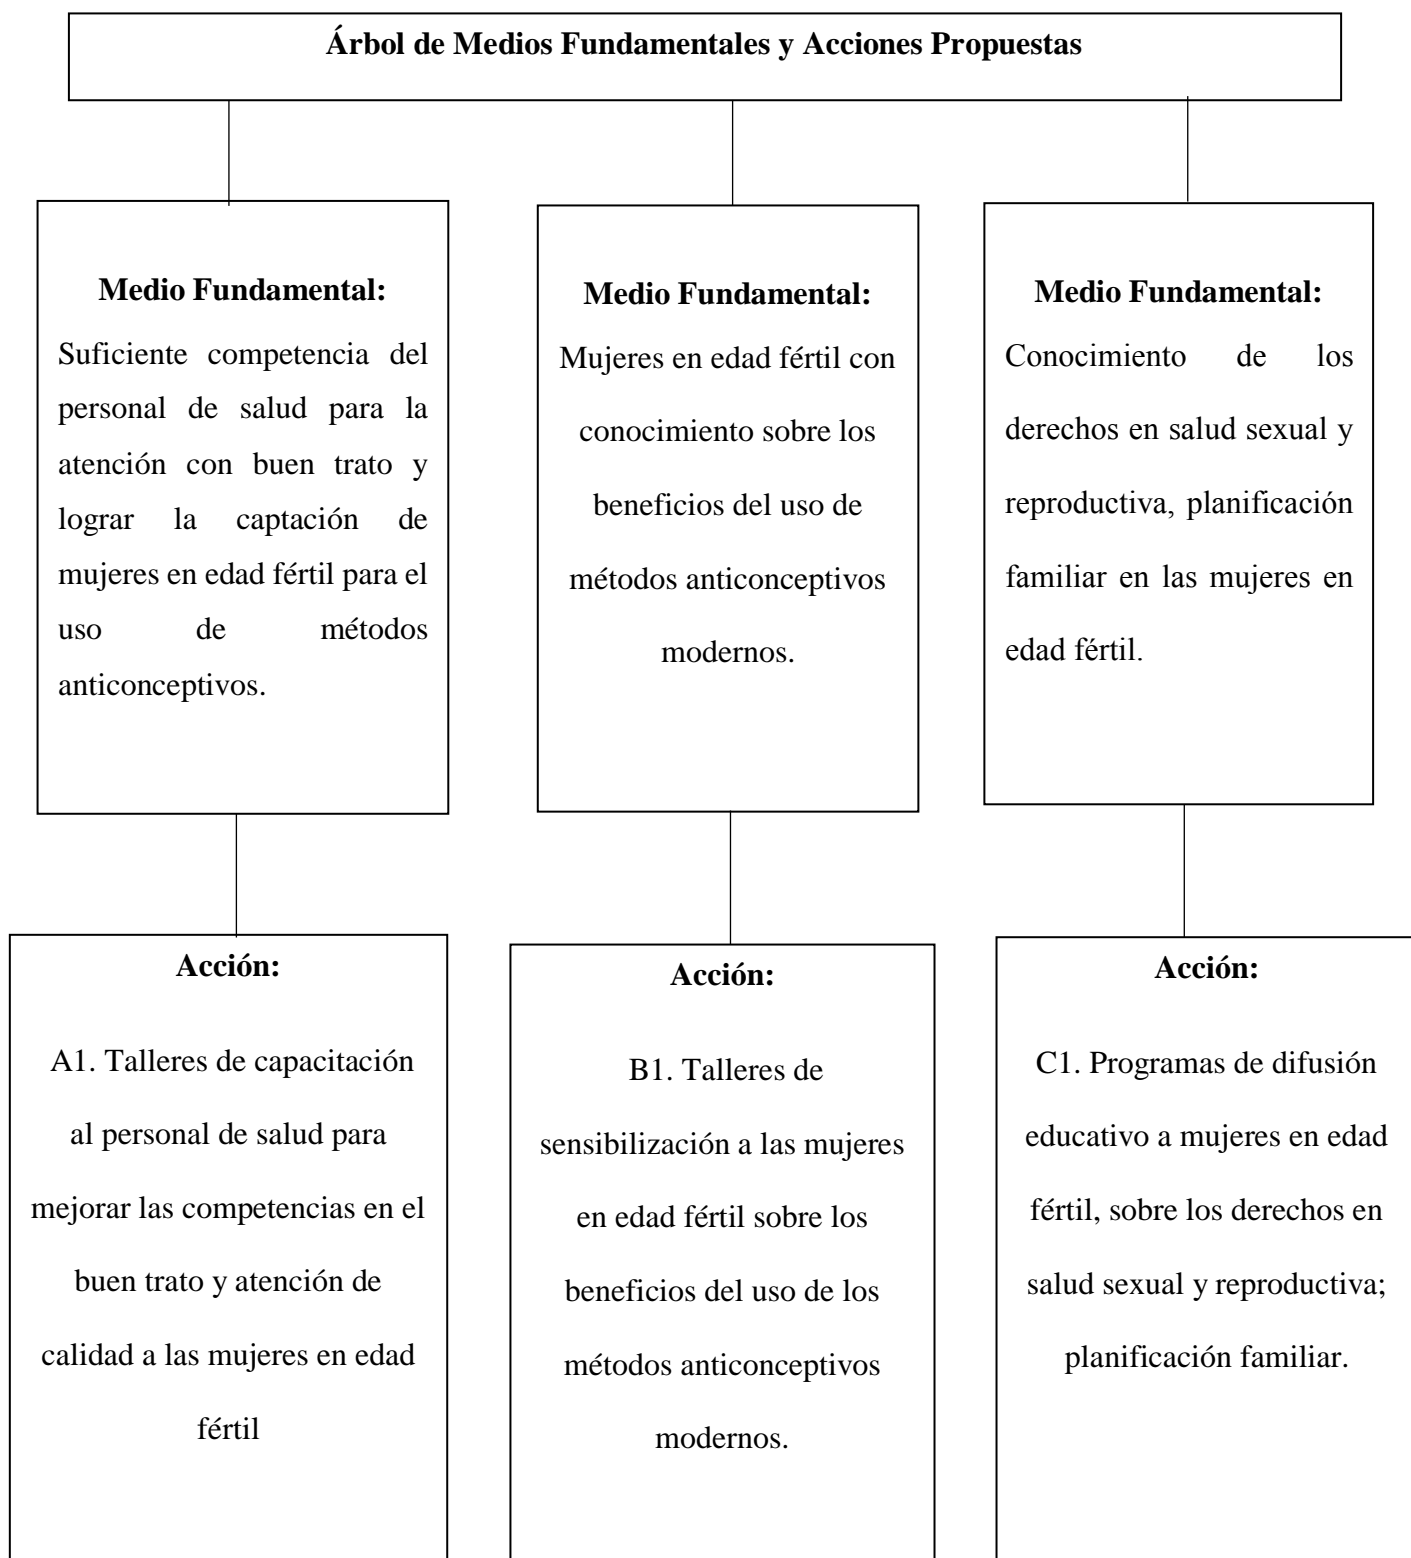 Árbol de Medios Fundamentales y Acciones Propuestas
Medio Fundamental:
Suficiente competencia del
personal de salud para la
atención con buen trato y
lograr la captación de
mujeres en edad fértil para el
uso de métodos
anticonceptivos.
Medio Fundamental:
Mujeres en edad fértil con
conocimiento sobre los
beneficios del uso de
métodos anticonceptivos
modernos.
Medio Fundamental:
Conocimiento de los
derechos en salud sexual y
reproductiva, planificación
familiar en las mujeres en
edad fértil.
Acción:
A1. Talleres de capacitación
al personal de salud para
mejorar las competencias en el
buen trato y atención de
calidad a las mujeres en edad
fértil
Acción:
B1. Talleres de
sensibilización a las mujeres
en edad fértil sobre los
beneficios del uso de los
métodos anticonceptivos
modernos.
Acción:
C1. Programas de difusión
educativo a mujeres en edad
fértil, sobre los derechos en
salud sexual y reproductiva;
planificación familiar.